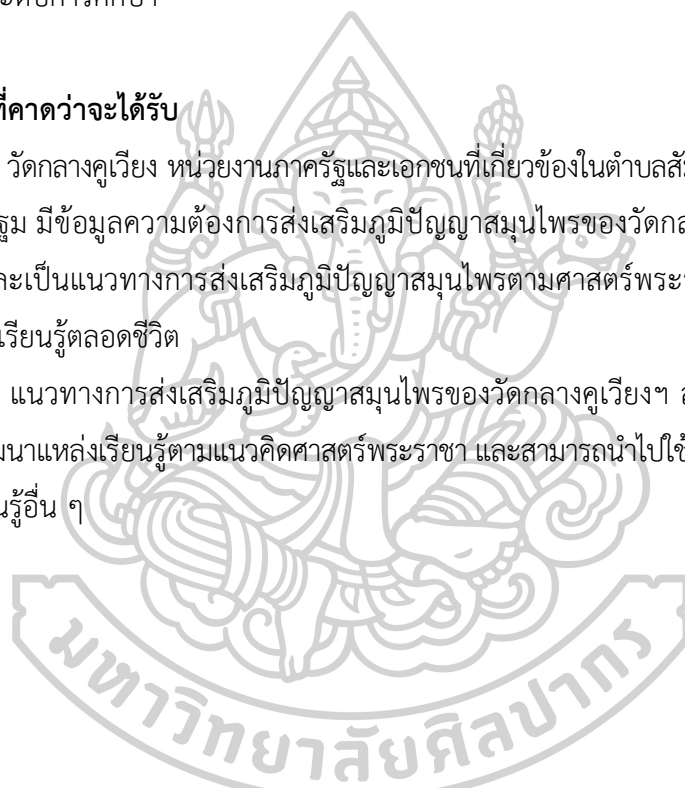 ที่คาดว่าจะได้รับ
วัดกลางคูเวียง หน่วยงานภาครัฐและเอกชนที่เกี่ยวข้องในตำบลสัม
ฐม มีข้อมูลความต้องการส่งเสริมภูมิปัญญาสมุนไพรของวัดกล
ละเป็นแนวทางการส่งเสริมภูมิปัญญาสมุนไพรตามศาสตร์พระร
เรียนรู้ตลอดชีวิต
แนวทางการส่งเสริมภูมิปัญญาสมุนไพรของวัดกลางคูเวียงฯ ส
มนาแหล่งเรียนรู้ตามแนวคิดศาสตร์พระราชา และสามารถนำไปใช้
นรู้อื่น ๆ
มหาวิทยาลัยศิลปากร